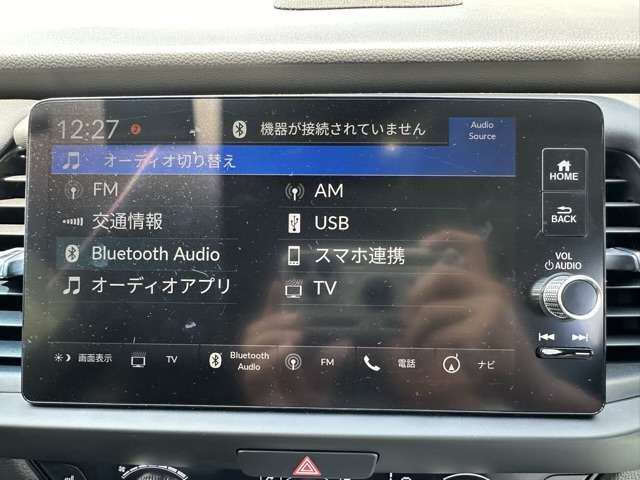 12:27 2 機器が接続されていません Audio Source
オーディオ切り替え
FM AM
交通情報 USB
Bluetooth Audio スマホ連携
オーディオアプリ TV
画面表示 TV Bluetooth Audio FM 電話 ナビ
HOME
BACK
VOL
AUDIO